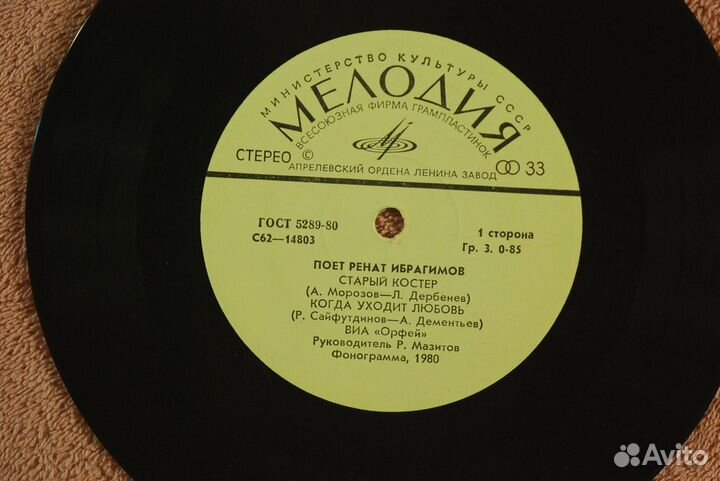 МИНИСТЕРСТВО КУЛЬТУРЫ СССР
МЕЛОДИЯ
ВСЕСОЮЗНАЯ ФИРМА ГРАМПЛАСТИНОК
СТЕРЕО ©
33
АПРЕЛЕВСКИЙ ОРДЕНА ЛЕНИНА ЗАВОД
ГОСТ 5289-80
С62—14803
1 сторона
Гр. 3. 0-85
ПОЕТ РЕНАТ ИБРАГИМОВ
СТАРЫЙ КОСТЕР
(А. Морозов—Л. Дербенев)
КОГДА УХОДИТ ЛЮБОВЬ
(Р. Сайфутдинов—А. Дементьев)
ВИА «Орфей»
Руководитель Р. Мазитов
Фонограмма, 1980
Avito